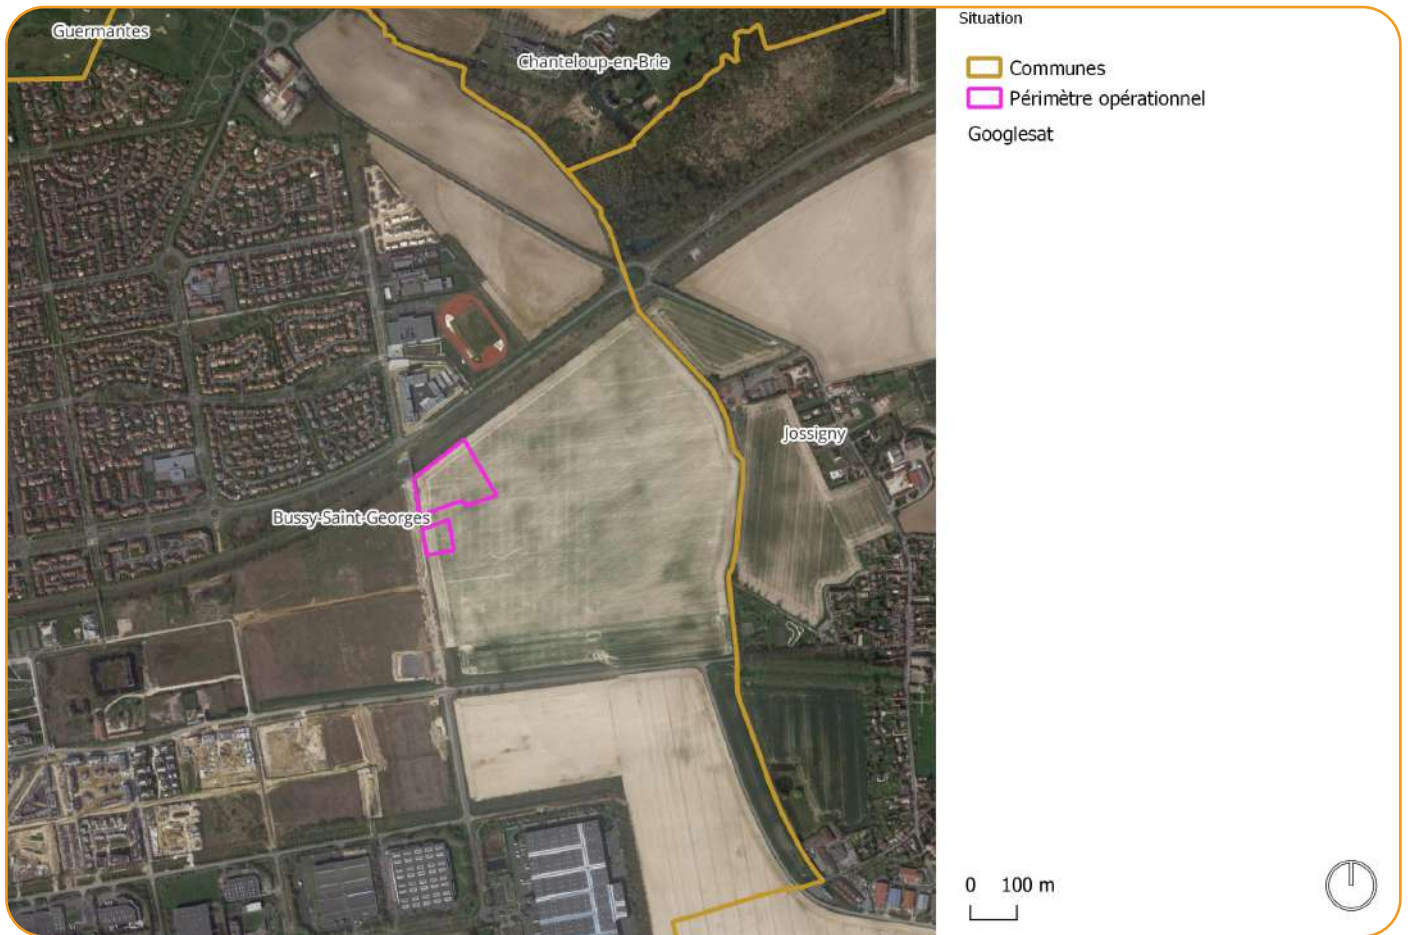 Guermantes
Chanteloup-en-Brie
Jossigny
Bussy-Saint-Georges
Situation
Communes
Périmètre opérationnel
Googlesat
0 100 m